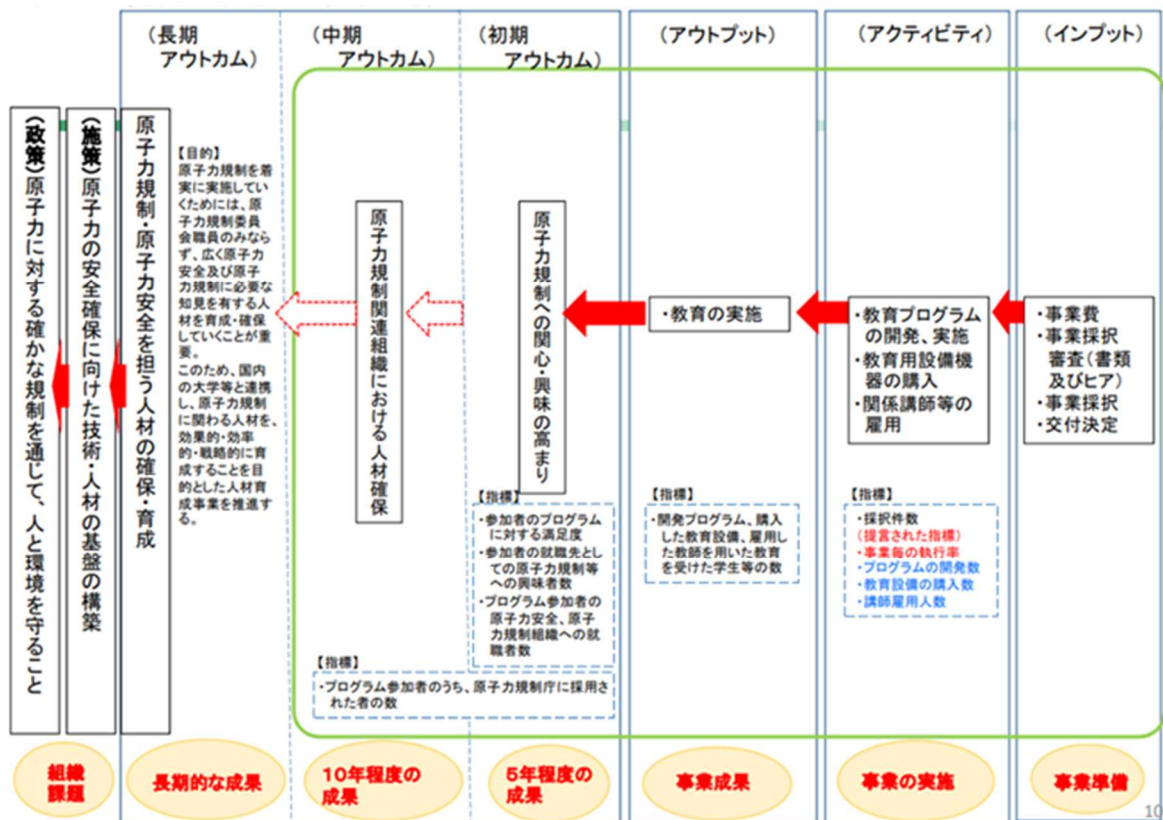 （長期
アウトカム）
（中期
アウトカム）
（初期
アウトカム）
（アウトプット）
（アクティビティ）
（インプット）
（政策）原子力に対する確かな規制を通じて、人と環境を守ること
（施策）原子力の安全確保に向けた技術・人材の基盤の構築
原子力規制・原子力安全を担う人材の確保・育成
【目的】
原子力規制を着
実に実施してい
くためには、原
子力規制委員
会職員のみなら
ず、広く原子力
安全及び原子
力規制に必要な
知見を有する人
材を育成・確保
していくことが重
要。
このため、国内
の大学等と連携
し、原子力規制
に関わる人材を、
効果的・効率
的・戦略的に育
成することを目
的とした人材育
成事業を推進す
る。
原子力規制関連組織における人材確保
原子力規制への関心・興味の高まり
・教育の実施
・教育プログラム
の開発、実施
・教育用設備機
器の購入
・関係講師等の
雇用
・事業費
・事業採択
審査（書類
及びヒア）
・事業採択
・交付決定
【指標】
・参加者のプログラム
に対する満足度
・参加者の就職先とし
ての原子力規制等
への興味者数
・プログラム参加者の
原子力安全、原子
力規制組織への就
職者数
【指標】
・開発プログラム、購入
した教育設備、雇用し
た教師を用いた教育
を受けた学生等の数
【指標】
・採択件数
（提言された指標）
・事業毎の執行率
・プログラムの開発数
・教育設備の購入数
・講師雇用人数
【指標】
・プログラム参加者のうち、原子力規制庁に採用さ
れた者の数
組織
課題
長期的な成果
10年程度の
成果
5年程度の
成果
事業成果
事業の実施
事業準備
10